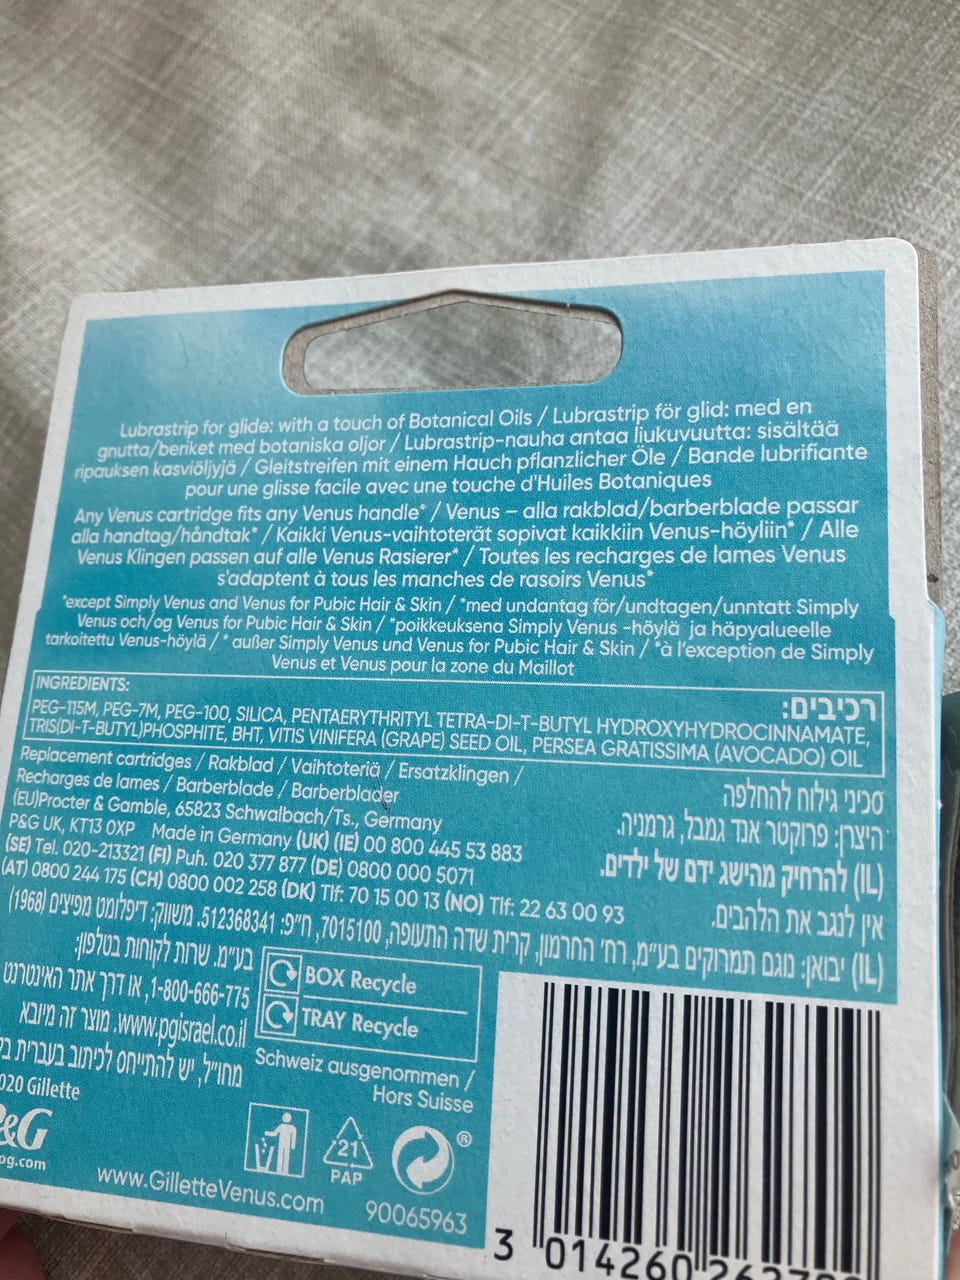 Lubrastrip for glide: with a touch of Botanical Oils / Lubrastrip för glid: med en
gnutta/beriket med botaniska oljor / Lubrastrip-nauha antaa liukuvuutta: sisältää
ripauksen kasviöljyjä / Gleitstreifen mit einem Hauch pflanzlicher Öle / Bande lubrifiante
pour une glisse facile avec une touche d'Huiles Botaniques
Any Venus cartridge fits any Venus handle* / Venus – alla rakblad/barberblade passar
alla handtag/håndtak* / Kaikki Venus-vaihtoterät sopivat kaikkiin Venus-höyliin* / Alle
Venus Klingen passen auf alle Venus Rasierer* / Toutes les recharges de lames Venus
s'adaptent à tous les manches de rasoirs Venus*
*except Simply Venus and Venus for Pubic Hair & Skin / *med undantag för/undtagen/unntatt Simply
Venus och/og Venus for Pubic Hair & Skin / *poikkeuksena Simply Venus -höylä ja häpyalueelle
tarkoitettu Venus-höylä / * außer Simply Venus und Venus for Pubic Hair & Skin / *à l'exception de Simply
Venus et Venus pour la zone du Maillot
INGREDIENTS: רכיבים:
PEG-115M, PEG-7M, PEG-100, SILICA, PENTAERYTHRITYL TETRA-DI-T-BUTYL HYDROXYHYDROCINNAMATE,
TRIS(DI-T-BUTYL)PHOSPHITE, BHT, VITIS VINIFERA (GRAPE) SEED OIL, PERSEA GRATISSIMA (AVOCADO) OIL
Replacement cartridges / Rakblad / Vaihtoteriä / Ersatzklingen /
Recharges de lames / Barberblade / Barberblader
(EU)Procter & Gamble, 65823 Schwalbach/Ts., Germany
P&G UK, KT13 0XP Made in Germany (UK) (IE) 00 800 445 53 883
(SE) Tel. 020-213321 (FI) Puh. 020 377 877 (DE) 0800 000 5071
(AT) 0800 244 175 (CH) 0800 002 258 (DK) Tlf: 70 15 00 13 (NO) Tlf: 22 63 00 93
סכיני גילוח להחלפה
היצרן: פרוקטר אנד גמבל, גרמניה.
(IL) להרחיק מהישג ידם של ילדים.
אין לנגב את הלהבים.
(IL) יבואן: נוגם תמרוקים בע"מ, רח' החרמון, קרית שדה התעופה, 7015100, ח"פ: 512368341. משווק: דיפלומט מפיצים (1968)
בע"מ. שרות לקוחות בטלפון:
1-800-666-775, או דרך אתר האינטרנט
www.pgisrael.co.il. מוצר זה מיובא
מחו"ל, יש להתייחס לכיתוב בעברית
BOX Recycle
TRAY Recycle
Schweiz ausgenommen /
Hors Suisse
020 Gillette
P&G
pg.com
www.GilletteVenus.com
21
PAP
®
90065963
3 014260